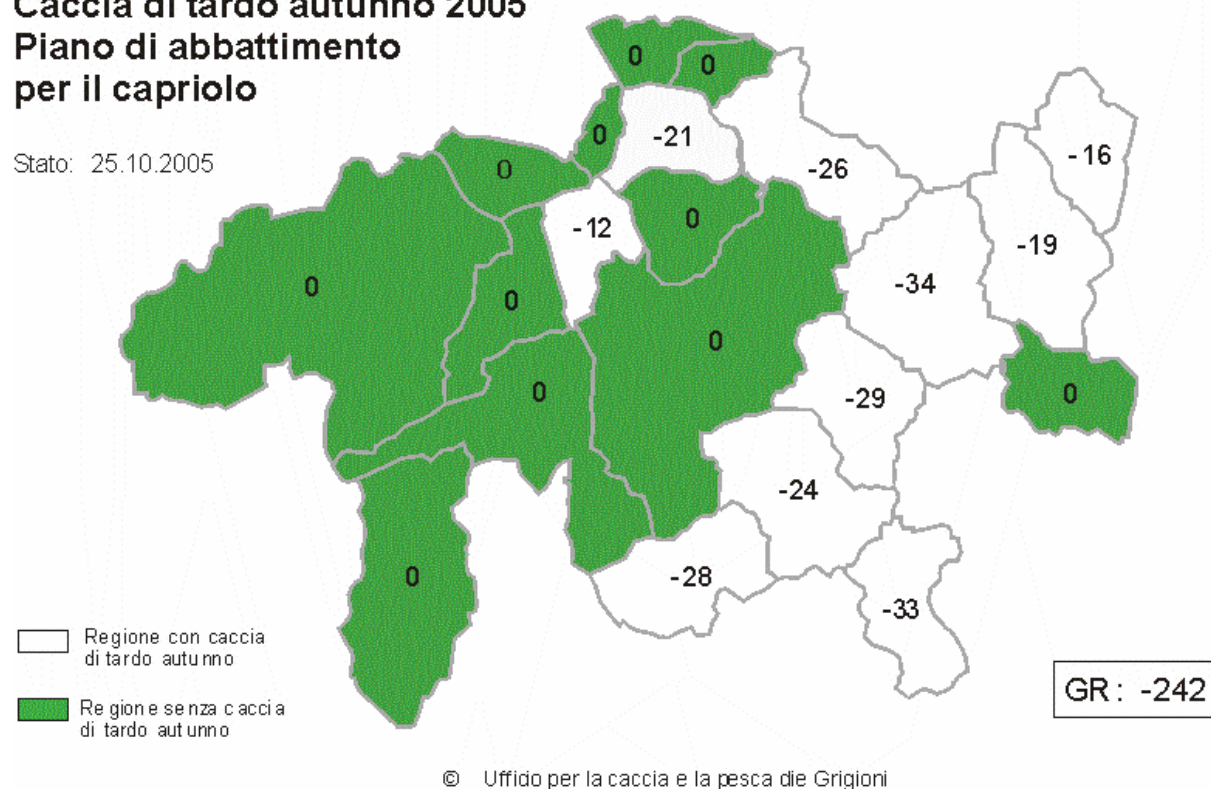 Caccia di tardo autunno 2005
Piano di abbattimento
per il capriolo
Stato: 25.10.2005
0
0
0
-21
0
-26
-16
-12
0
-19
0
0
-34
0
0
-29
0
-24
0
-28
-33
Regione con caccia
di tardo autunno
Regione senza caccia
di tardo autunno
GR: -242
© Ufficio per la caccia e la pesca die Grigioni